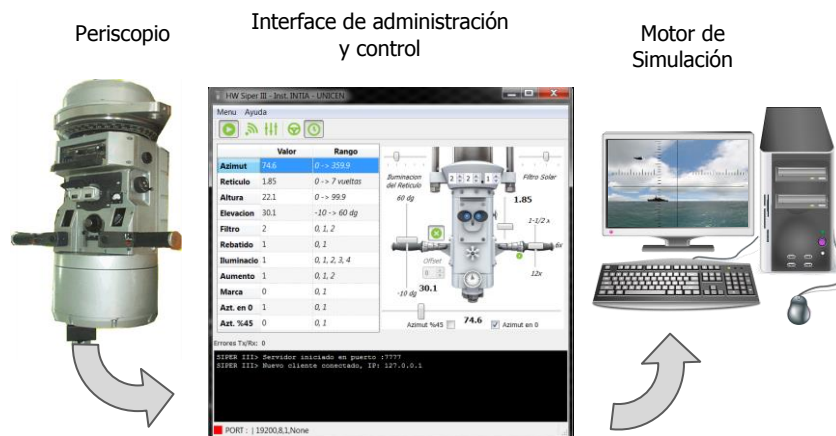 Periscopio
Interface de administración
y control
Motor de
Simulación
HW Siper III - Inst. INTIA - UNICEN
Menu Ayuda
Valor Rango
Azimut 74.6 0 -> 359.9
Reticulo 1.85 0 -> 7 vueltas
Altura 22.1 0 -> 99.9
Elevacion 30.1 -10 -> 60 dg
Filtro 2 0, 1, 2
Rebatido 1 0, 1
Iluminacio 1 0, 1, 2, 3, 4
Aumento 1 0, 1, 2
Marca 0 0, 1
Azt. en 0 1 0, 1
Azt. %45 0 0, 1
Iluminacion
del Reticulo
Filtro Solar
60 dg
1.85
1-1/2 x
6x
12x
Offset
0
-10 dg
30.1
Azimut %45
74.6
Azimut en 0
Errores Tx/Rx: 0
SIPER III> Servidor iniciado en puerto :7777
SIPER III> Nuevo cliente conectado, IP: 127.0.0.1
PORT : | 19200,8,1,None